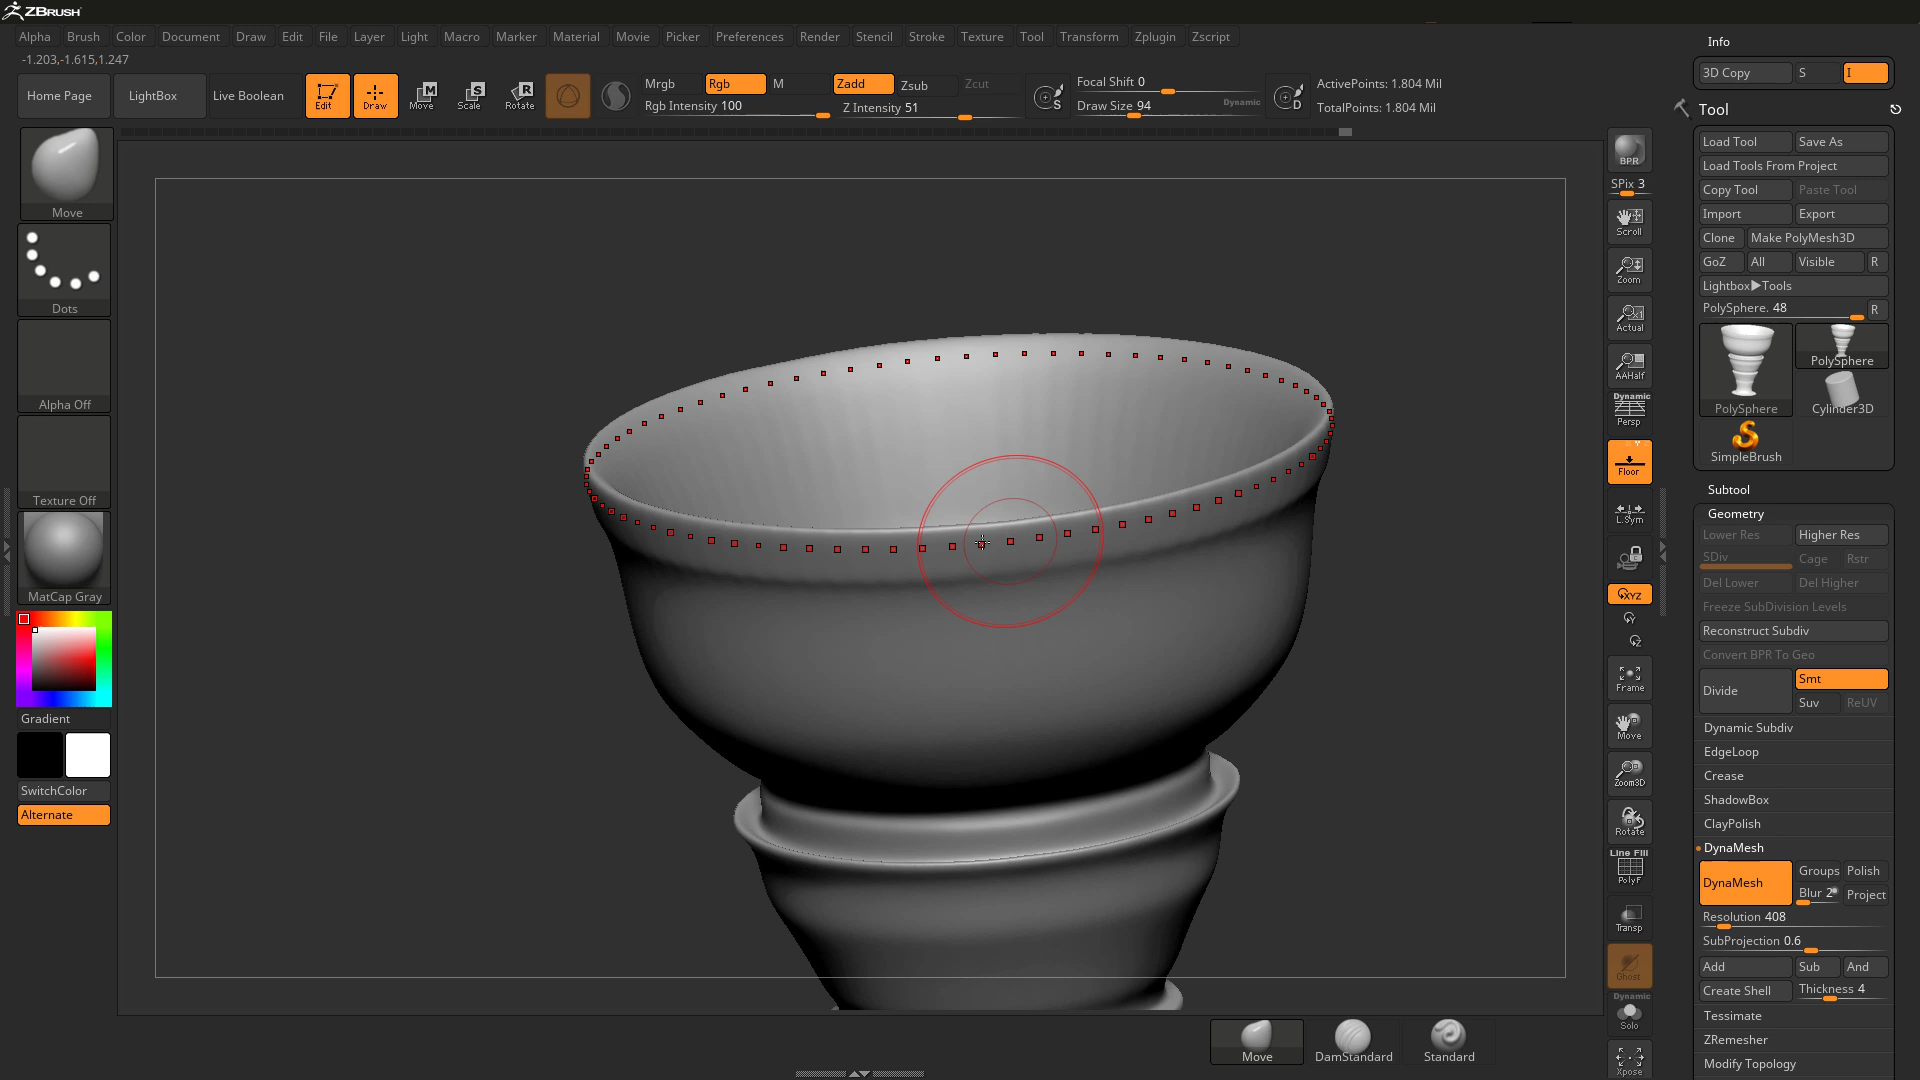 ZBRUSH
Alpha Brush Color Document Draw Edit File Layer Light Macro Marker Material Movie Picker Preferences Render Stencil Stroke Texture Tool Transform Zplugin Zscript
-1.203,-1.615,1.247
Home Page LightBox Live Boolean Edit Draw Move Scale Rotate
M S R
Mrgb Rgb M Zadd Zsub Zcut
Rgb Intensity 100 Z Intensity 51
S Focal Shift 0
Draw Size 94 Dynamic D
ActivePoints: 1.804 Mil
TotalPoints: 1.804 Mil
Move
Dots
Alpha Off
Texture Off
MatCap Gray
Gradient
SwitchColor
Alternate
BPR
SPix 3
Scroll
Zoom
Actual
AAHalf
Dynamic
Persp
Floor
L.Sym
XYZ
Y
Z
Frame
Move
Zoom3D
Rotate
Line Fill
PolyF
Transp
Ghost
Dynamic
Solo
Xpose
Move DamStandard Standard
Info
3D Copy S I
Tool
Load Tool Save As
Load Tools From Project
Copy Tool Paste Tool
Import Export
Clone Make PolyMesh3D
GoZ All Visible R
Lightbox▶Tools
PolySphere. 48 R
PolySphere PolySphere
Cylinder3D
SimpleBrush
Subtool
Geometry
Lower Res Higher Res
SDiv Cage Rstr
Del Lower Del Higher
Freeze SubDivision Levels
Reconstruct Subdiv
Convert BPR To Geo
Divide Smt
Suv ReUV
Dynamic Subdiv
EdgeLoop
Crease
ShadowBox
ClayPolish
DynaMesh
DynaMesh Groups Polish
Blur 2 Project
Resolution 408
SubProjection 0.6
Add Sub And
Create Shell Thickness 4
Tessimate
ZRemesher
Modify Topology